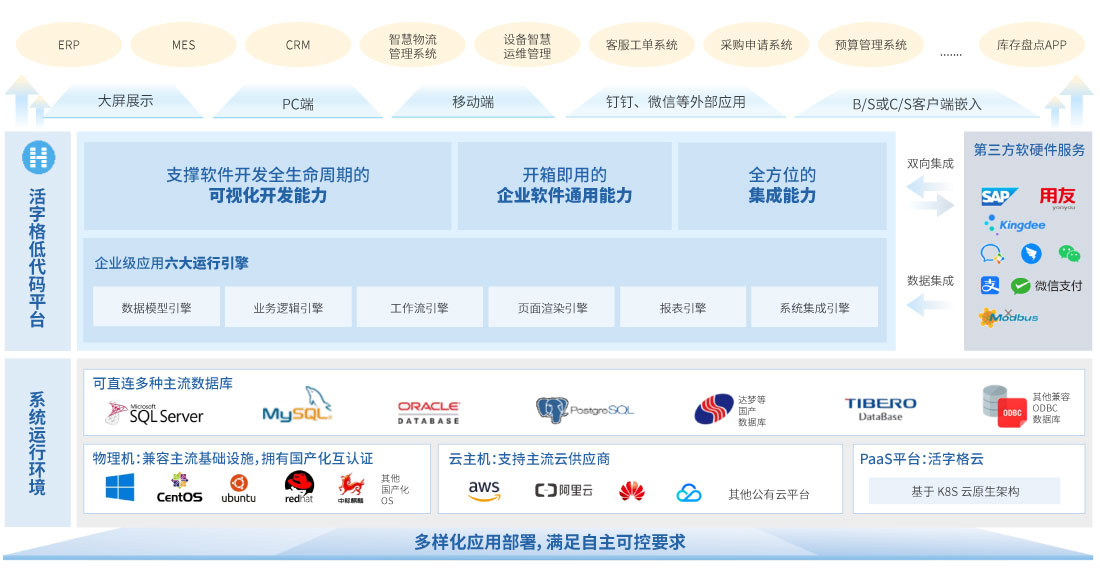 ERP
MES
CRM
智慧物流
管理系统
设备智慧
运维管理
客服工单系统
采购申请系统
预算管理系统
.......
库存盘点APP
大屏展示
PC端
移动端
钉钉、微信等外部应用
B/S或C/S客户端嵌入
活字格低代码平台
支撑软件开发全生命周期的
可视化开发能力
开箱即用的
企业软件通用能力
全方位的
集成能力
企业级应用六大运行引擎
数据模型引擎
业务逻辑引擎
工作流引擎
页面渲染引擎
报表引擎
系统集成引擎
双向集成
数据集成
第三方软硬件服务
SAP
用友
yonyou
Kingdee
支
微信支付
Modbus
系统运行环境
可直连多种主流数据库
Microsoft
SQL Server
MySQL
ORACLE
DATABASE
PostgreSQL
达梦等
国产
数据库
TIBERO
DataBase
ODBC
其他兼容
ODBC
数据库
物理机：兼容主流基础设施，拥有国产化互认证
CentOS
ubuntu
redhat
中标麒麟
其他
国产化
OS
云主机：支持主流云供应商
aws
阿里云
其他公有云平台
PaaS平台：活字格云
基于 K8S 云原生架构
多样化应用部署，满足自主可控要求